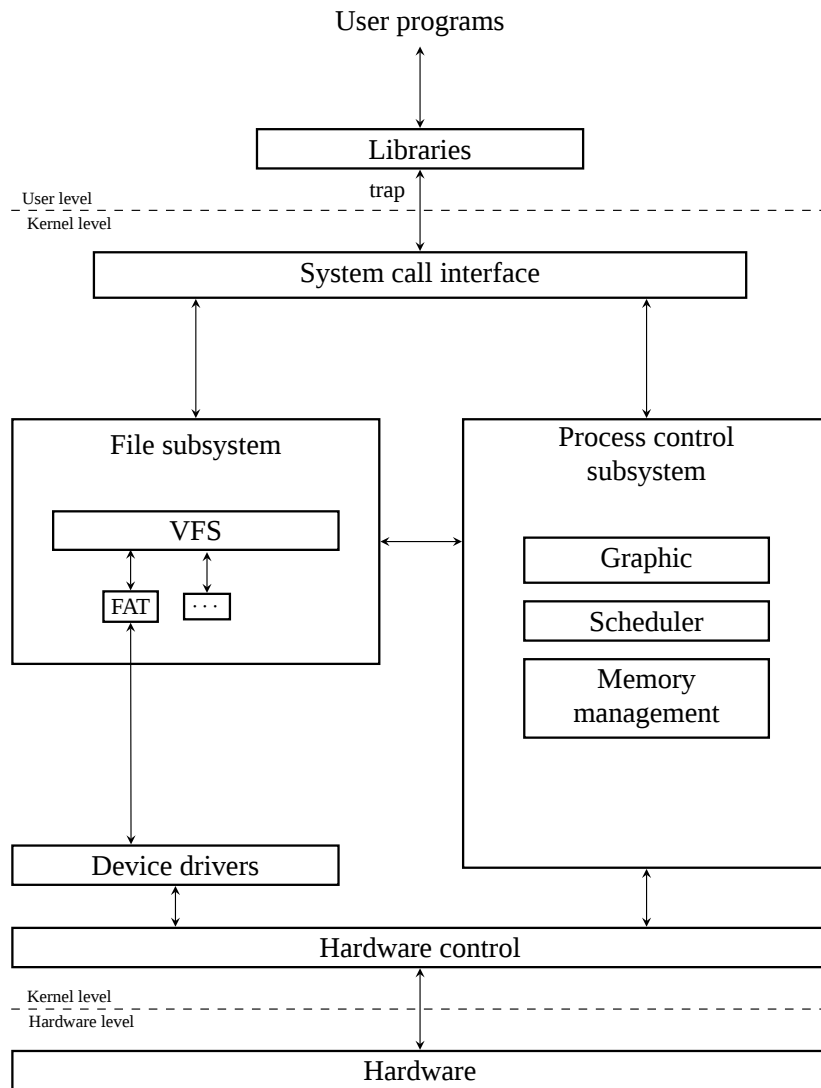 User programs
Libraries
trap
User level
Kernel level
System call interface
File subsystem
Process control
subsystem
VFS
Graphic
FAT
· · ·
Scheduler
Memory
management
Device drivers
Hardware control
Kernel level
Hardware level
Hardware